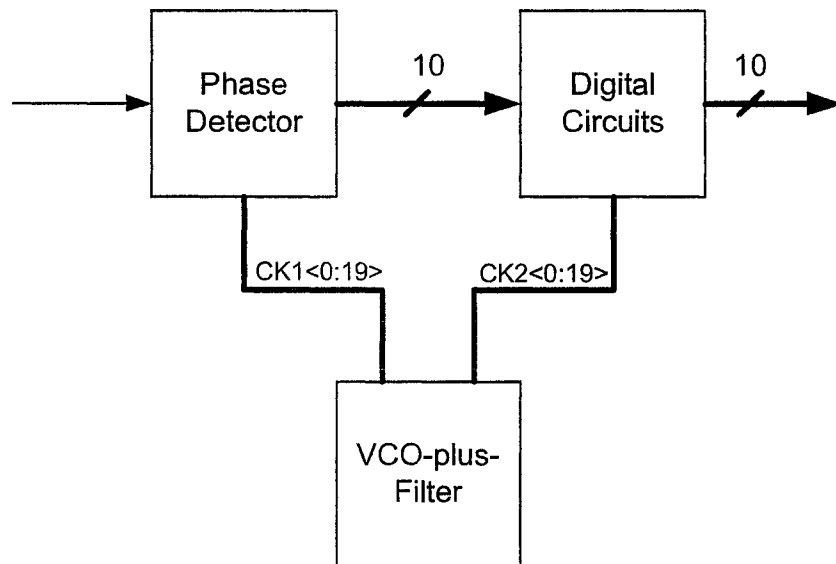 Phase
Detector
10
Digital
Circuits
10
CK1<0:19>
CK2<0:19>
VCO-plus-
Filter